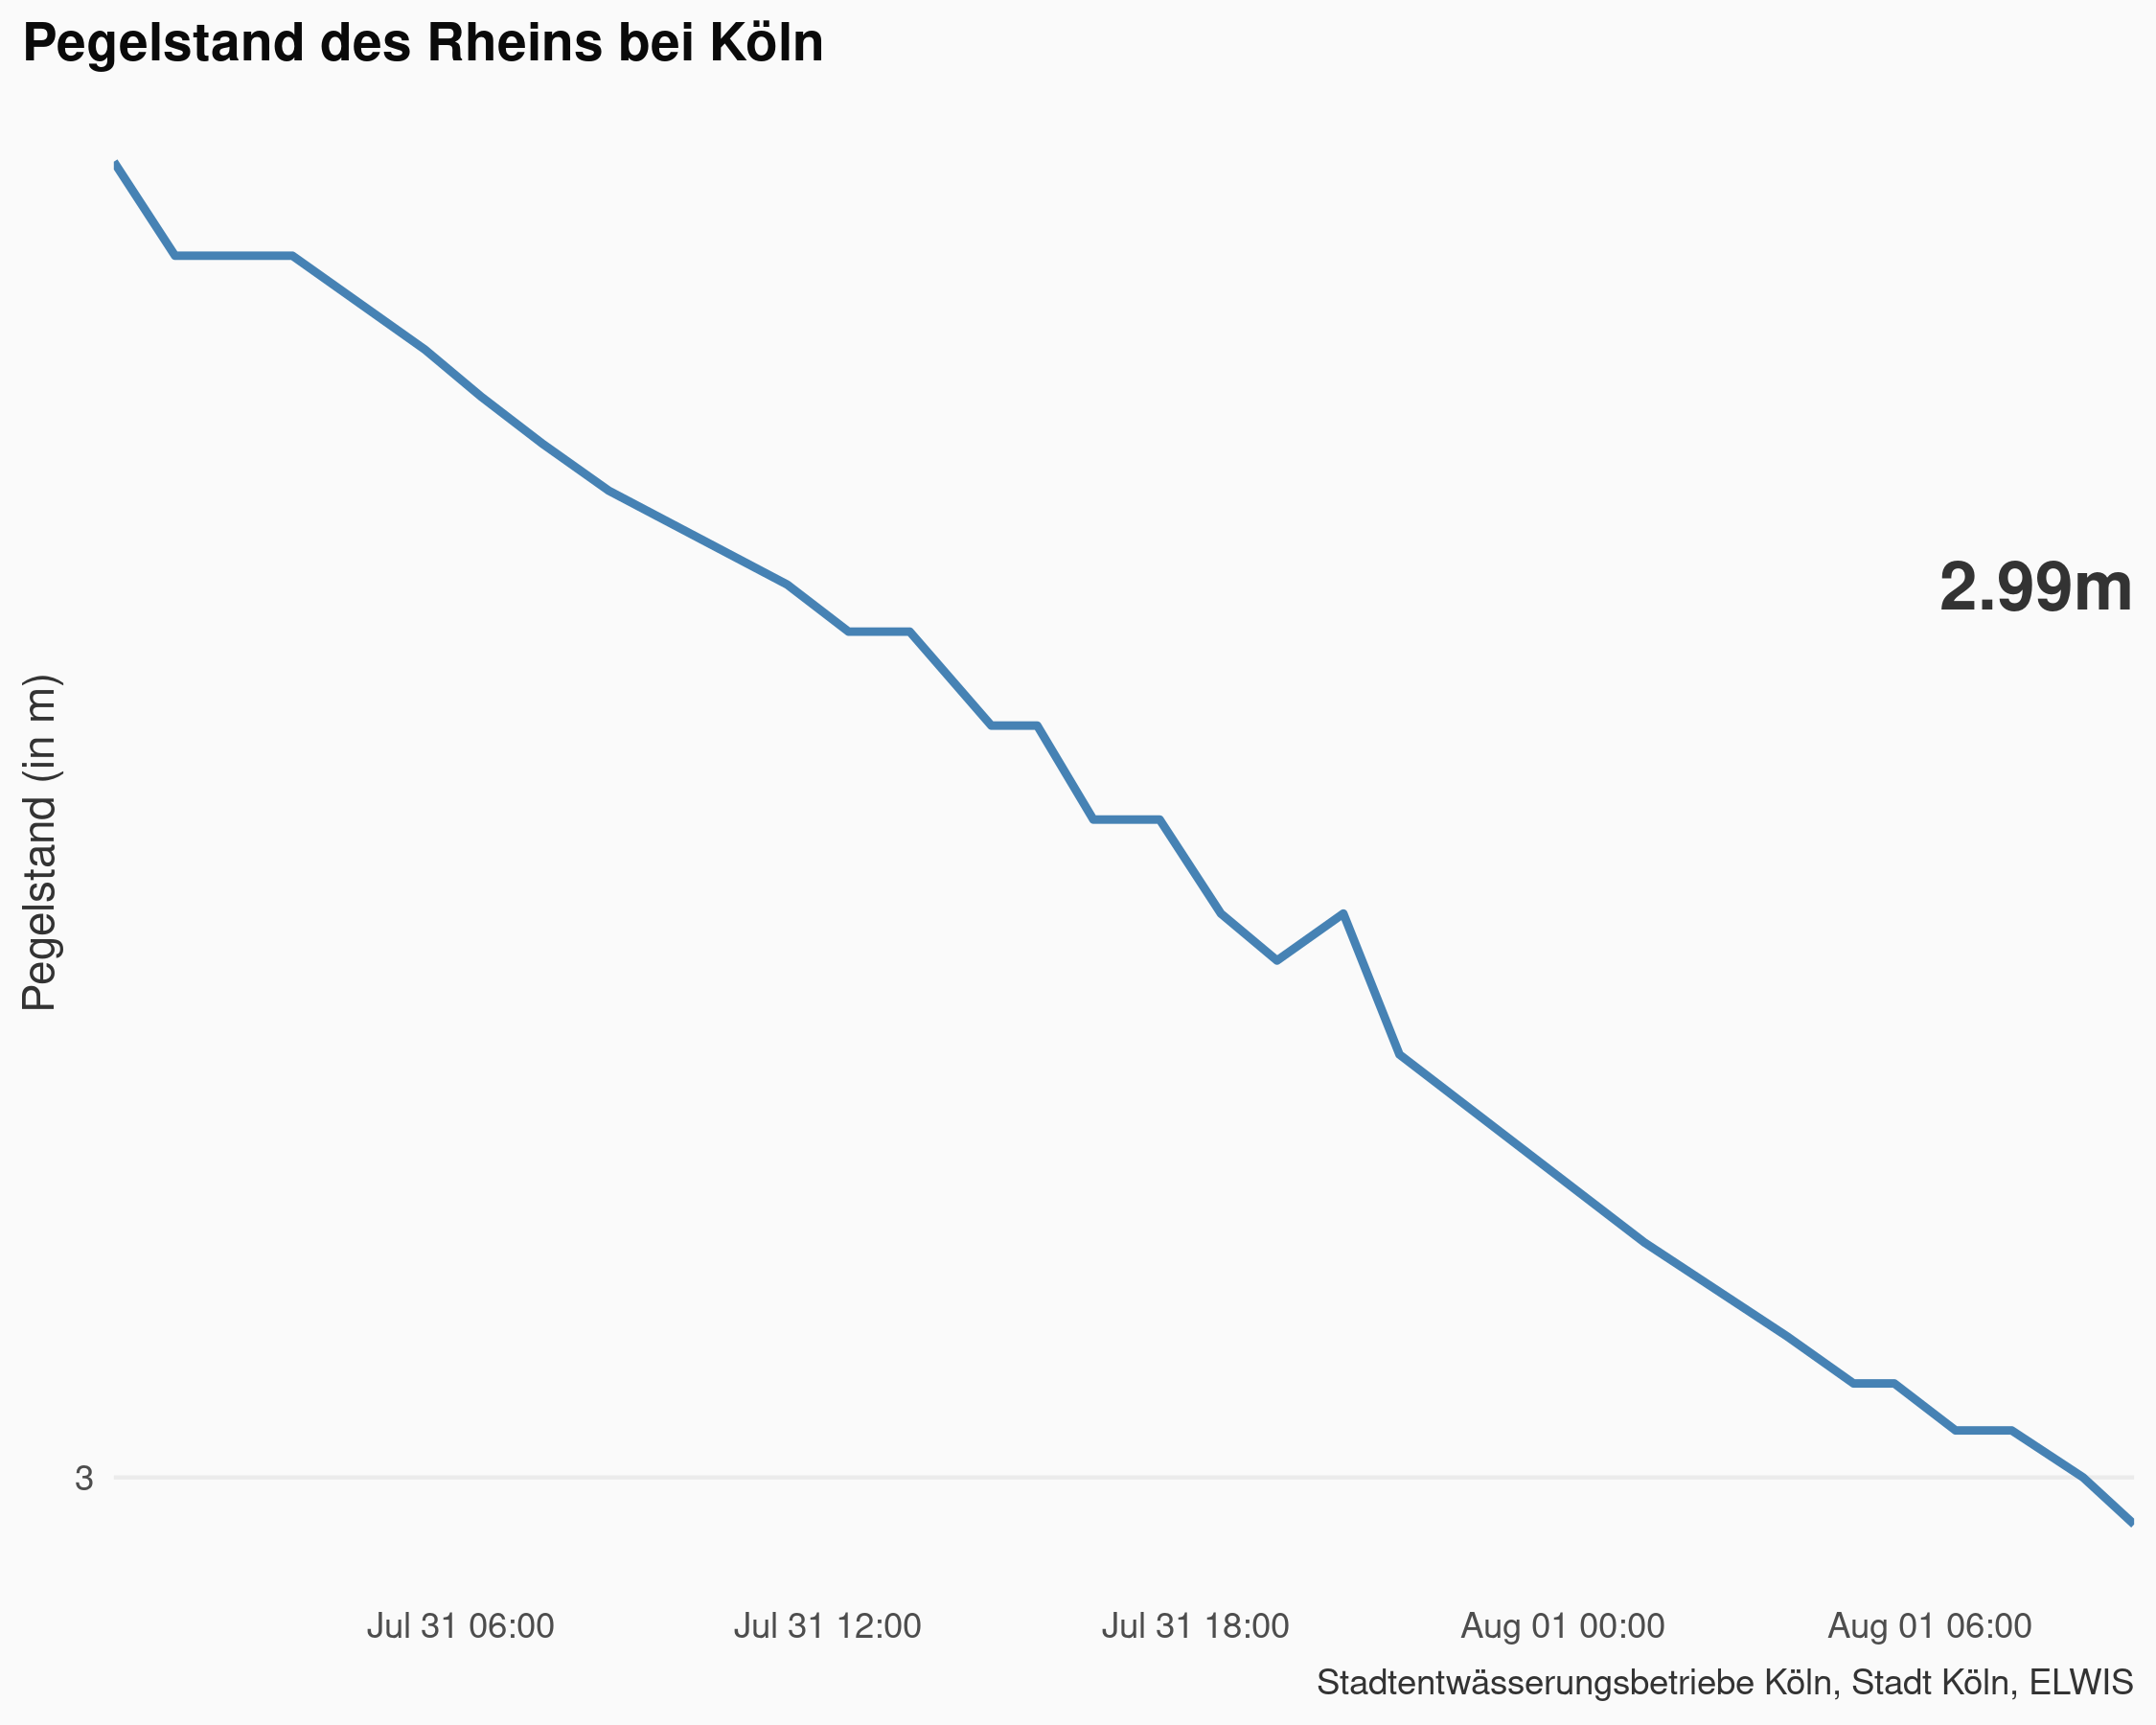 Pegelstand des Rheins bei Köln
2.99m
Pegelstand (in m)
3
Jul 31 06:00
Jul 31 12:00
Jul 31 18:00
Aug 01 00:00
Aug 01 06:00
Stadtentwässerungsbetriebe Köln, Stadt Köln, ELWIS